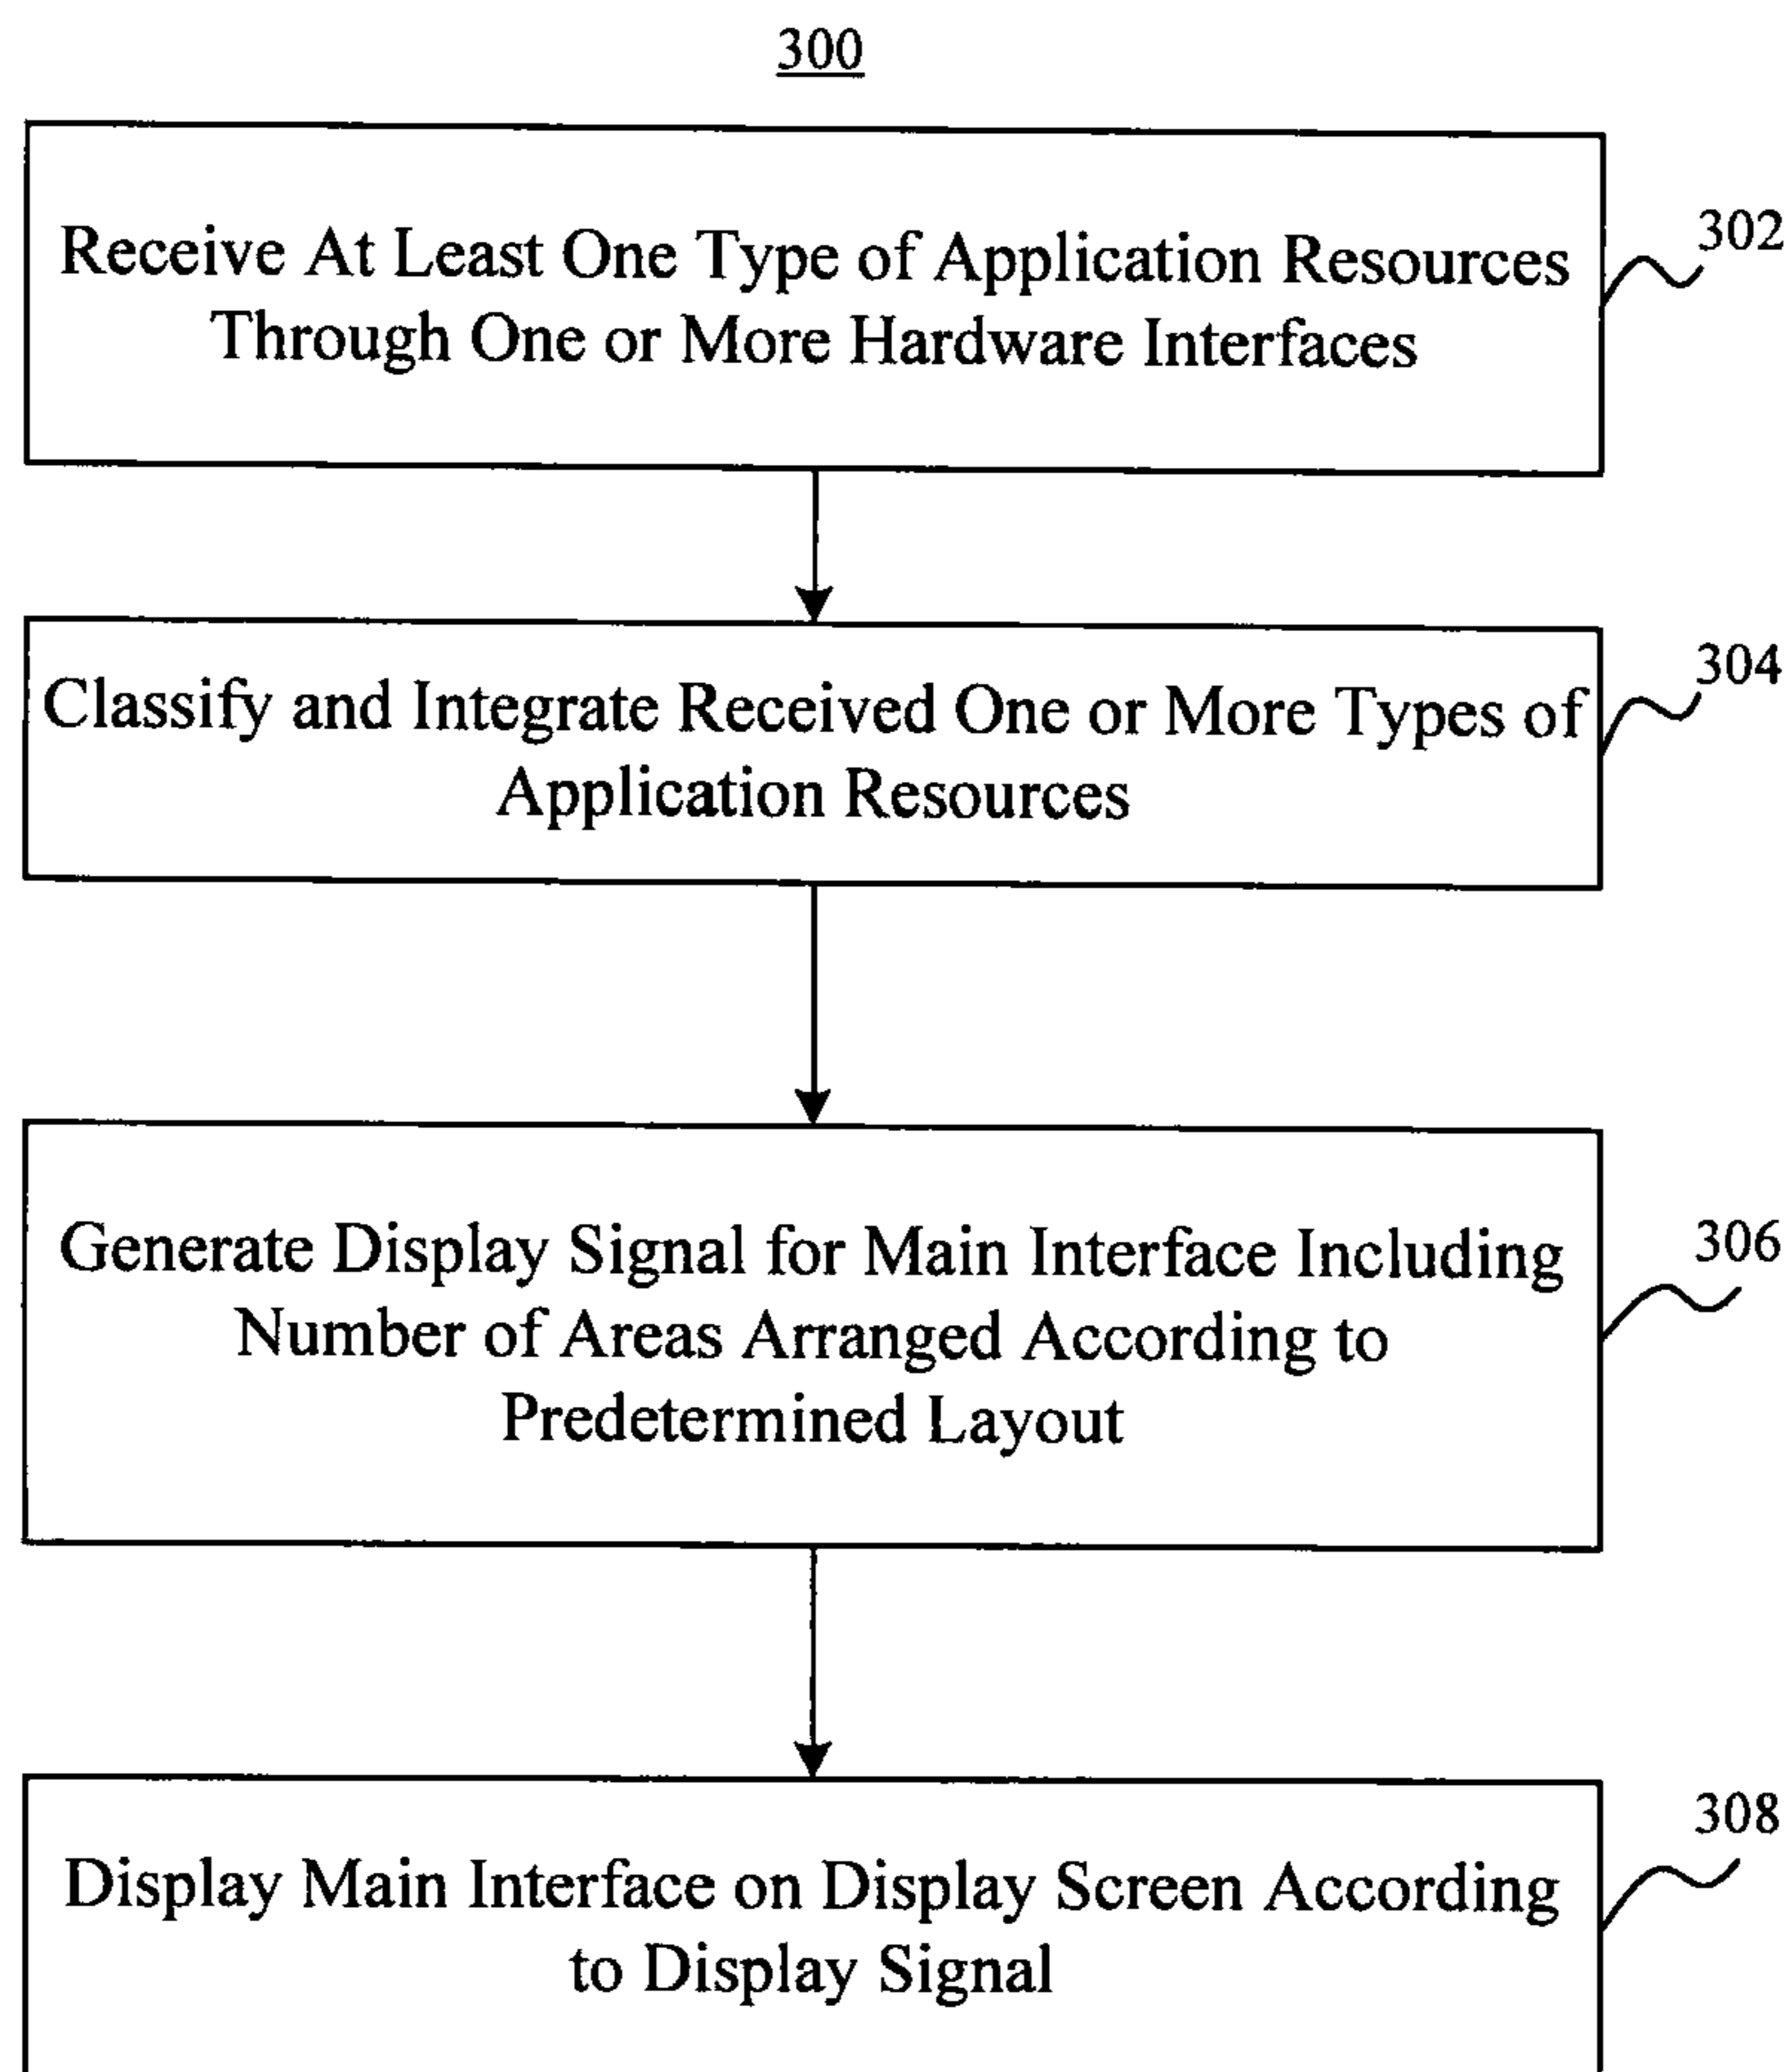 300
Receive At Least One Type of Application Resources
Through One or More Hardware Interfaces
302
Classify and Integrate Received One or More Types of
Application Resources
304
Generate Display Signal for Main Interface Including
Number of Areas Arranged According to
Predetermined Layout
306
Display Main Interface on Display Screen According
to Display Signal
308